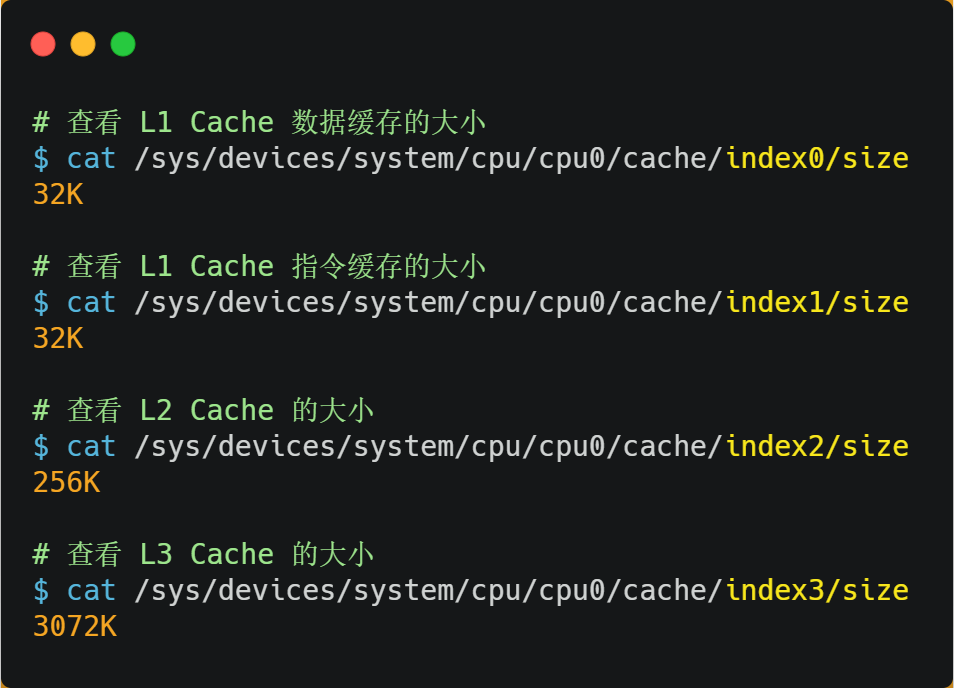 # 查看 L1 Cache 数据缓存的大小
$ cat /sys/devices/system/cpu/cpu0/cache/index0/size
32K
# 查看 L1 Cache 指令缓存的大小
$ cat /sys/devices/system/cpu/cpu0/cache/index1/size
32K
# 查看 L2 Cache 的大小
$ cat /sys/devices/system/cpu/cpu0/cache/index2/size
256K
# 查看 L3 Cache 的大小
$ cat /sys/devices/system/cpu/cpu0/cache/index3/size
3072K